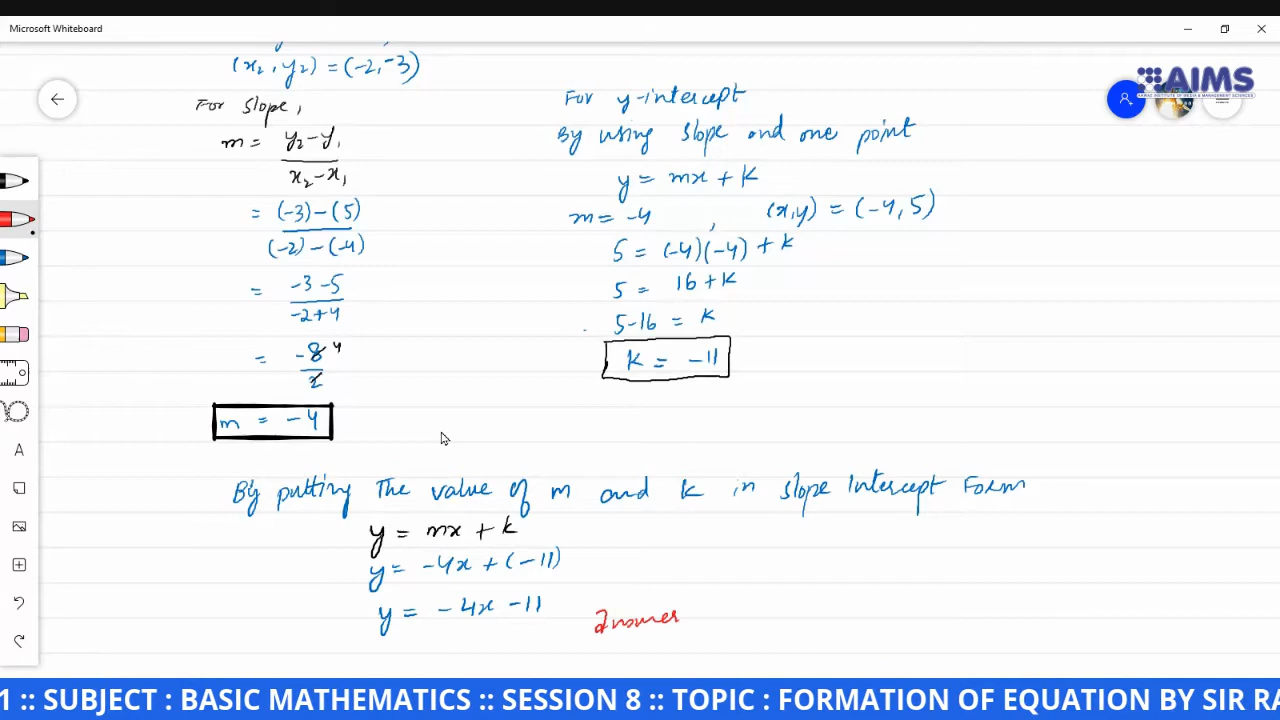 Microsoft Whiteboard
AIMS
(x₂, y₂) = (-2, -3)
For Slope,
m = y₂ - y₁
x₂ - x₁
= (-3) - (5)
(-2) - (-4)
= -3 -5
-2+4
= -8 4
2
m = -4
For y-intercept
By using slope and one point
y = mx + k
m = -4 , (x,y) = (-4, 5)
5 = (-4)(-4) + k
5 = 16 + k
5-16 = k
k = -11
By putting The value of m and k in slope Intercept Form
y = mx + k
y = -4x + (-11)
y = -4x -11 Answer
A
1 :: SUBJECT : BASIC MATHEMATICS :: SESSION 8 :: TOPIC : FORMATION OF EQUATION BY SIR RA